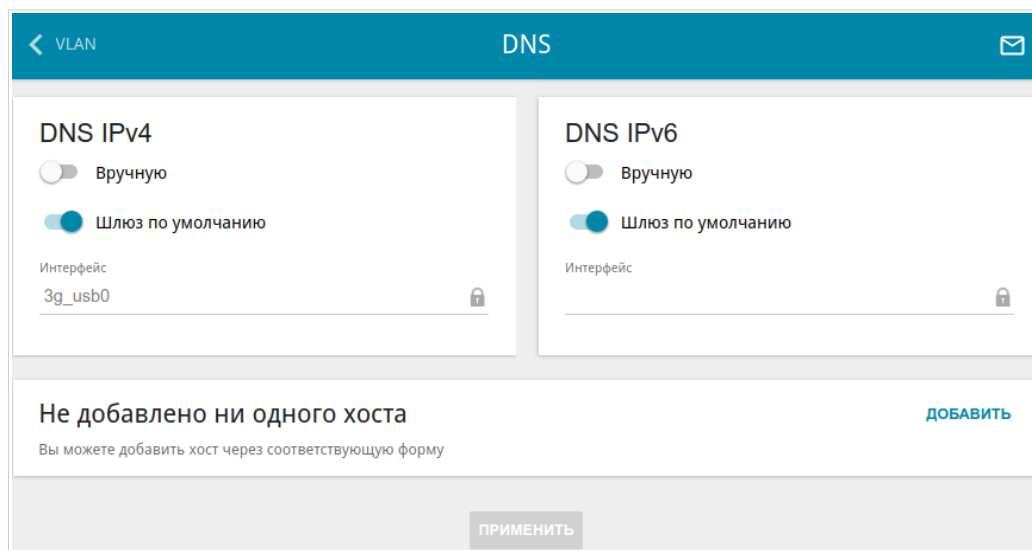 VLAN
DNS
DNS IPv4
Вручную
Шлюз по умолчанию
Интерфейс
3g_usb0
DNS IPv6
Вручную
Шлюз по умолчанию
Интерфейс
Не добавлено ни одного хоста
ДОБАВИТЬ
Вы можете добавить хост через соответствующую форму
ПРИМЕНИТЬ